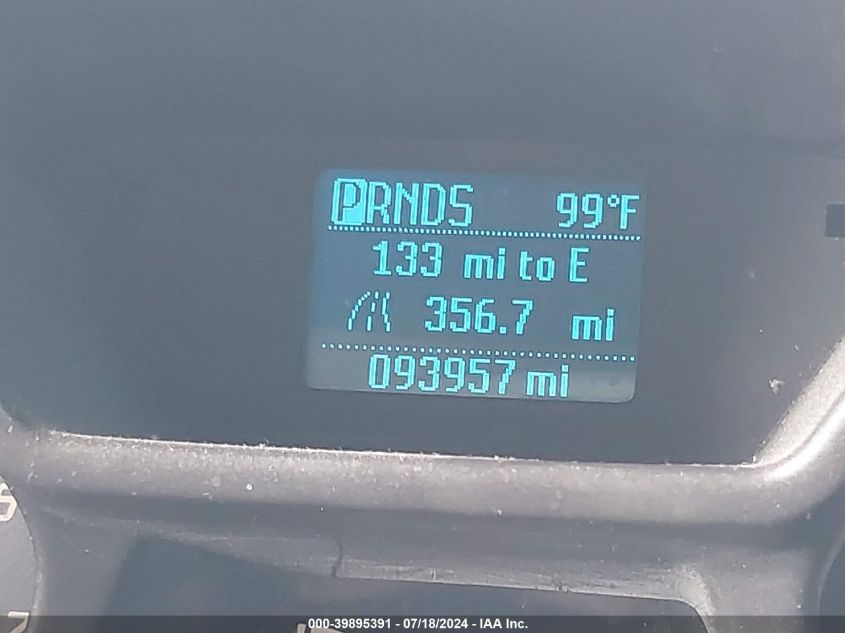 PRNDS 99°F
133 mi to E
356.7 mi
093957 mi
000-39895391 - 07/18/2024 - IAA Inc.